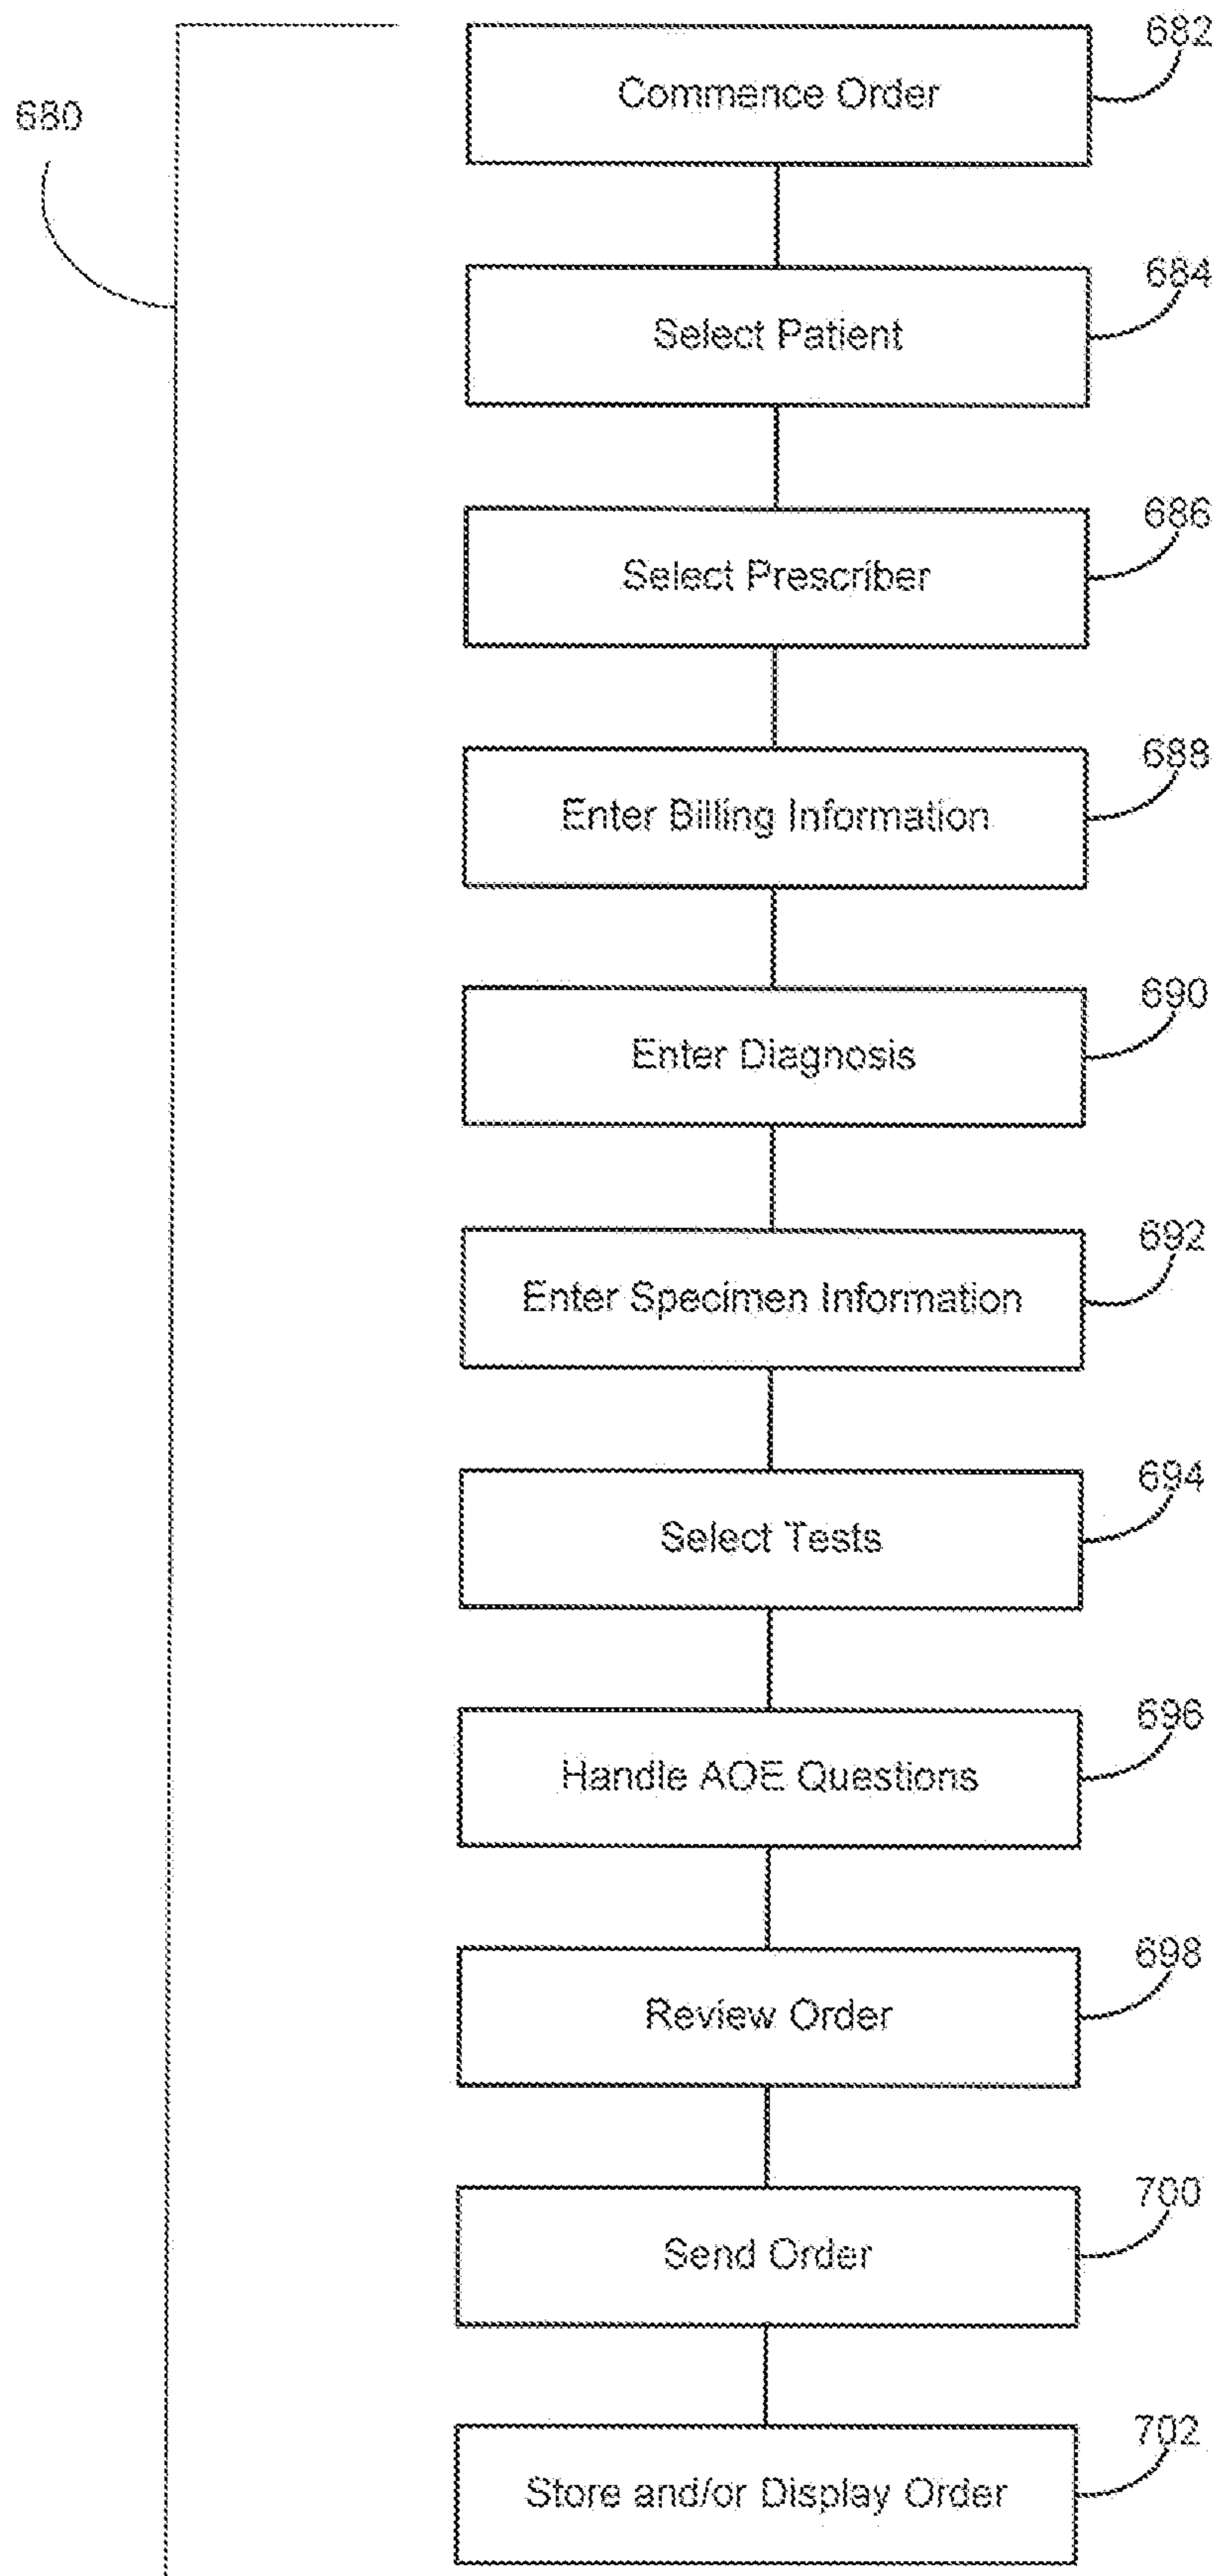 682
Commence Order
680
684
Select Patient
686
Select Prescriber
688
Enter Billing Information
690
Enter Diagnosis
692
Enter Specimen Information
694
Select Tests
696
Handle AOE Questions
698
Review Order
700
Send Order
702
Store and/or Display Order